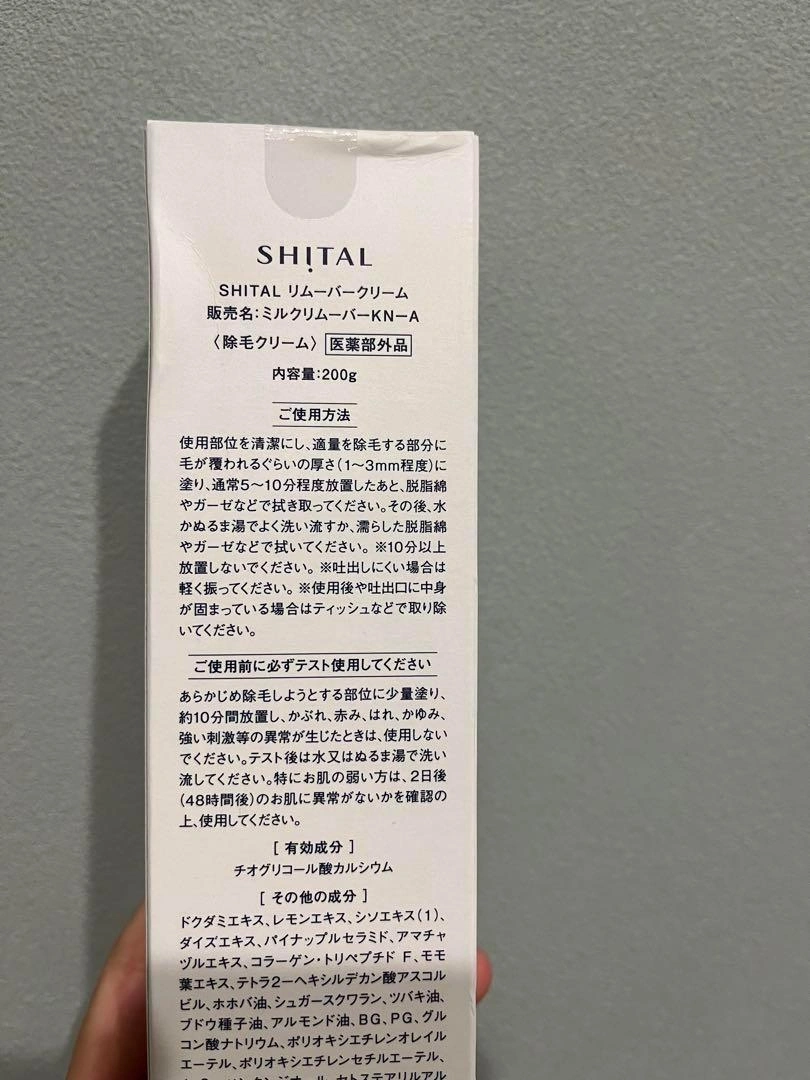 SHITAL
SHITAL リムーバークリーム
販売名:ミルクリムーバーKN-A
〈除毛クリーム〉 医薬部外品
内容量:200g
ご使用方法
使用部位を清潔にし、適量を除毛する部分に
毛が覆われるぐらいの厚さ(1〜3mm程度)に
塗り、通常5〜10分程度放置したあと、脱脂綿
やガーゼなどで拭き取ってください。その後、水
かぬるま湯でよく洗い流すか、濡らした脱脂綿
やガーゼなどで拭いてください。※10分以上
放置しないでください。※吐出しにくい場合は
軽く振ってください。※使用後や吐出口に中身
が固まっている場合はティッシュなどで取り除
いてください。
ご使用前に必ずテスト使用してください
あらかじめ除毛しようとする部位に少量塗り、
約10分間放置し、かぶれ、赤み、はれ、かゆみ、
強い刺激等の異常が生じたときは、使用しない
でください。テスト後は水又はぬるま湯で洗い
流してください。特にお肌の弱い方は、2日後
(48時間後)のお肌に異常がないかを確認の
上、使用してください。
[ 有効成分 ]
チオグリコール酸カルシウム
[ その他の成分 ]
ドクダミエキス、レモンエキス、シソエキス(1)、
ダイズエキス、パイナップルセラミド、アマチャ
ヅルエキス、コラーゲン・トリペプチド F、モモ
葉エキス、テトラ2-ヘキシルデカン酸アスコル
ビル、ホホバ油、シュガースクワラン、ツバキ油、
ブドウ種子油、アルモンド油、BG、PG、グル
コン酸ナトリウム、ポリオキシエチレンオレイル
エーテル、ポリオキシエチレンセチルエーテル、